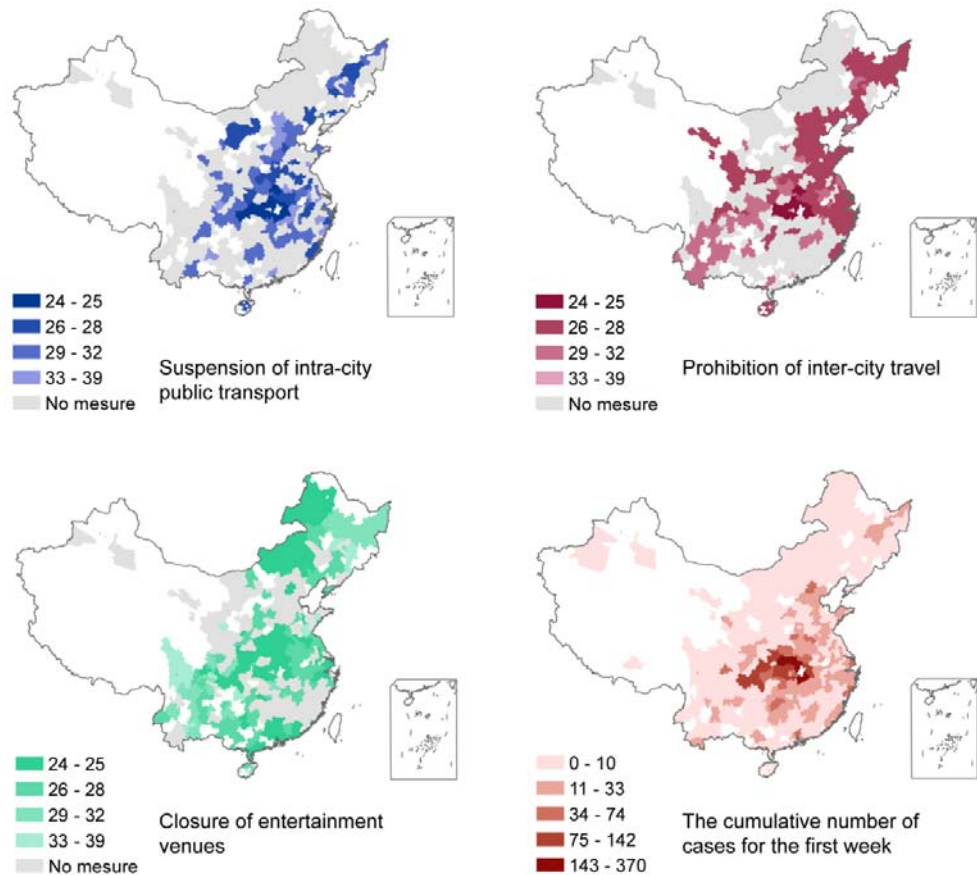 24 - 25
26 - 28
29 - 32
33 - 39
No mesure
Suspension of intra-city
public transport
24 - 25
26 - 28
29 - 32
33 - 39
No mesure
Prohibition of inter-city travel
24 - 25
26 - 28
29 - 32
33 - 39
No mesure
Closure of entertainment
venues
0 - 10
11 - 33
34 - 74
75 - 142
143 - 370
The cumulative number of
cases for the first week